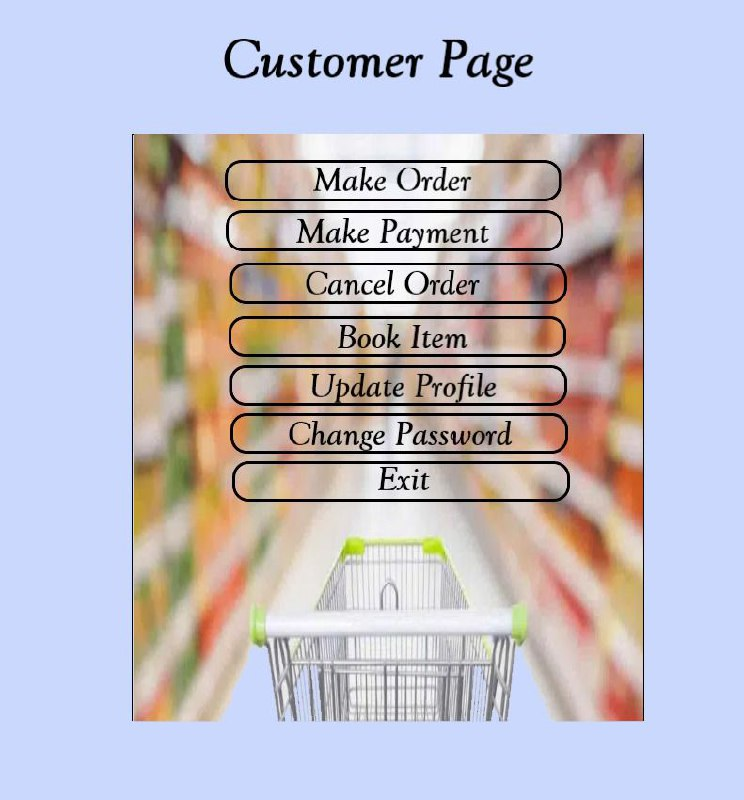 Customer Page
Make Order
Make Payment
Cancel Order
Book Item
Update Profile
Change Password
Exit